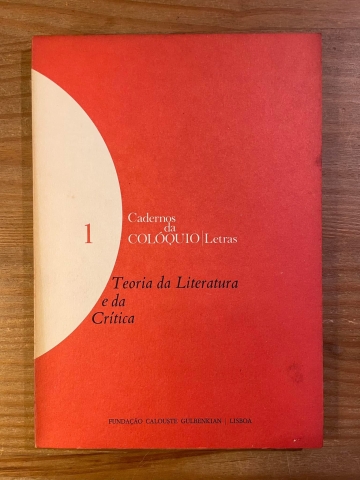 1
Cadernos
da
COLÓQUIO|Letras
Teoria da Literatura
e da
Crítica
FUNDAÇÃO CALOUSTE GULBENKIAN | LISBOA